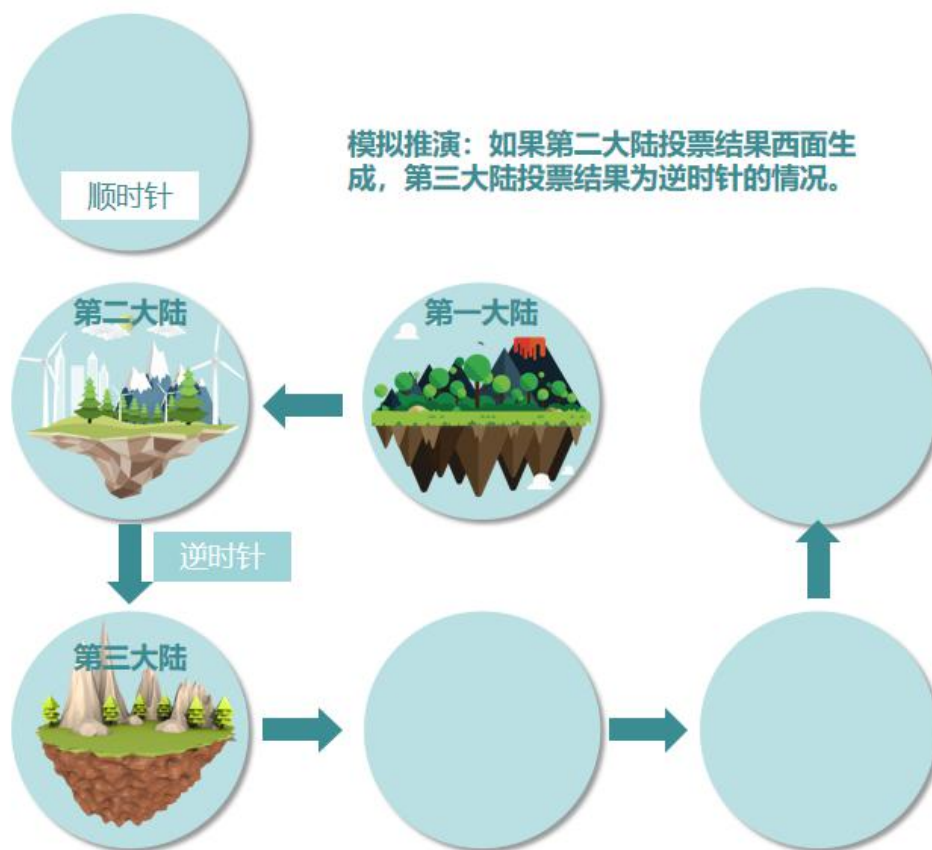 模拟推演：如果第二大陆投票结果西面生
成，第三大陆投票结果为逆时针的情况。
顺时针
第二大陆
第一大陆
逆时针
第三大陆